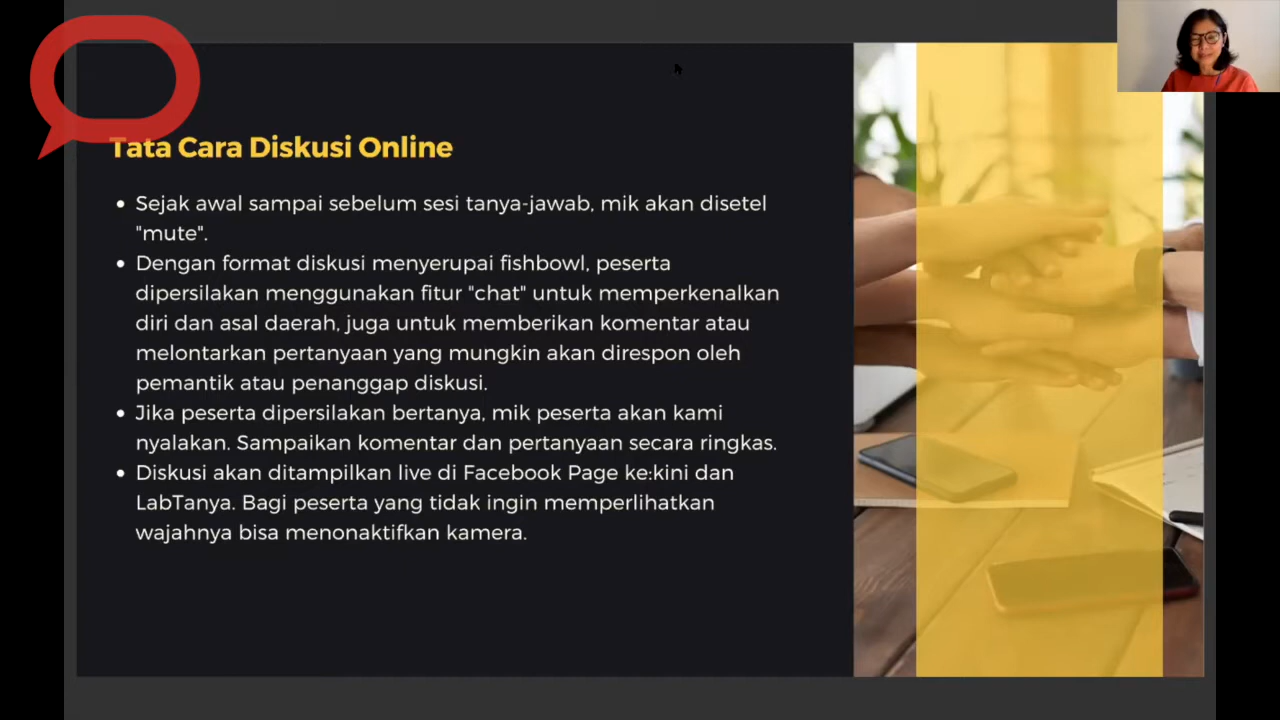 Tata Cara Diskusi Online
• Sejak awal sampai sebelum sesi tanya-jawab, mik akan disetel
"mute".
• Dengan format diskusi menyerupai fishbowl, peserta
dipersilakan menggunakan fitur "chat" untuk memperkenalkan
diri dan asal daerah, juga untuk memberikan komentar atau
melontarkan pertanyaan yang mungkin akan direspon oleh
pemantik atau penanggap diskusi.
• Jika peserta dipersilakan bertanya, mik peserta akan kami
nyalakan. Sampaikan komentar dan pertanyaan secara ringkas.
• Diskusi akan ditampilkan live di Facebook Page ke:kini dan
LabTanya. Bagi peserta yang tidak ingin memperlihatkan
wajahnya bisa menonaktifkan kamera.